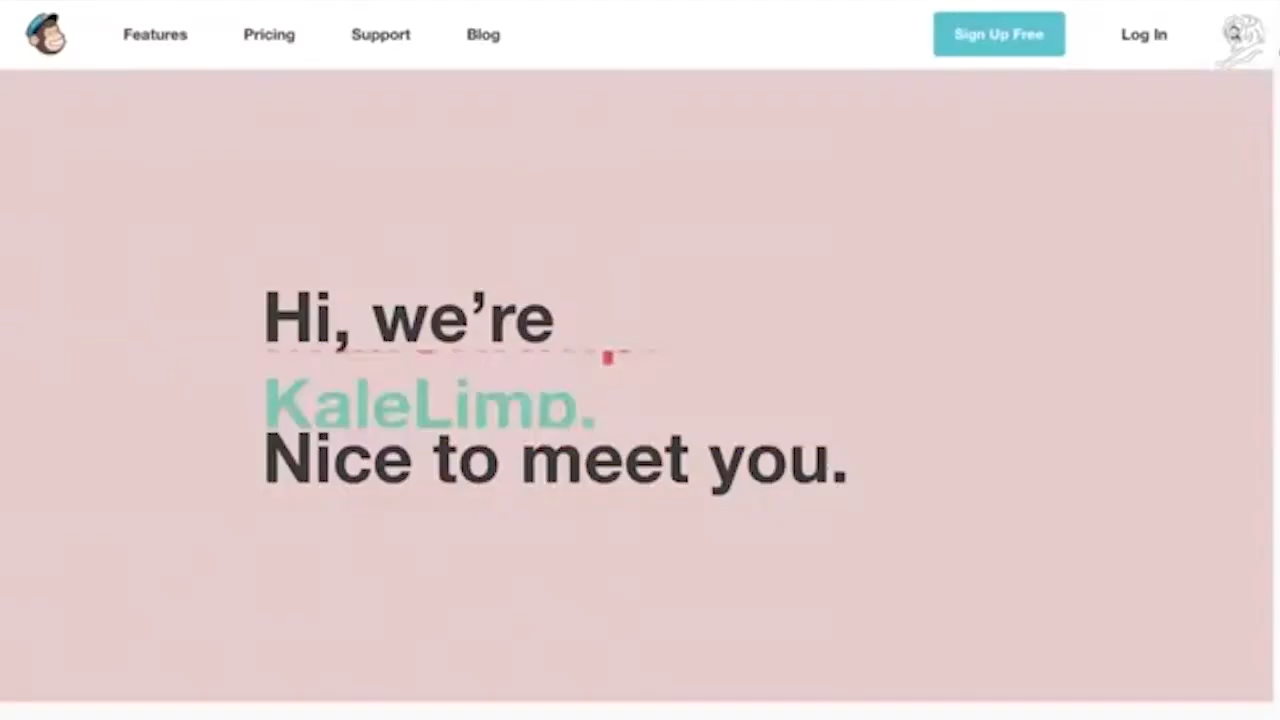 Features Pricing Support Blog Sign Up Free Log In
Hi, we’re
KaleLimp.
Nice to meet you.